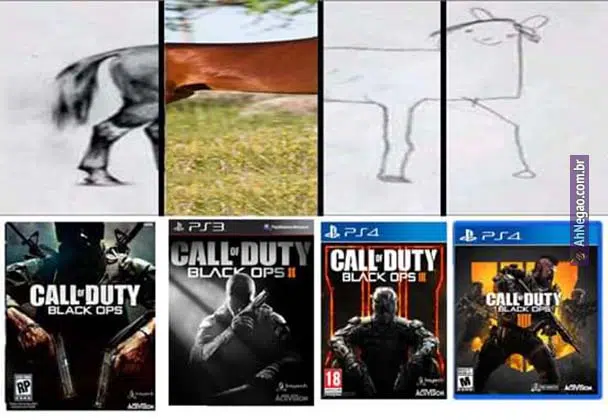 AhNegao.com.br
CALL OF DUTY
BLACK OPS
RP
ACTIVISION
PS3
CALL OF DUTY
BLACK OPS II
ACTIVISION
PS4
CALL OF DUTY
BLACK OPS III
18
ACTIVISION
PS4
CALL OF DUTY
BLACK OPS
IIII
M
ACTIVISION